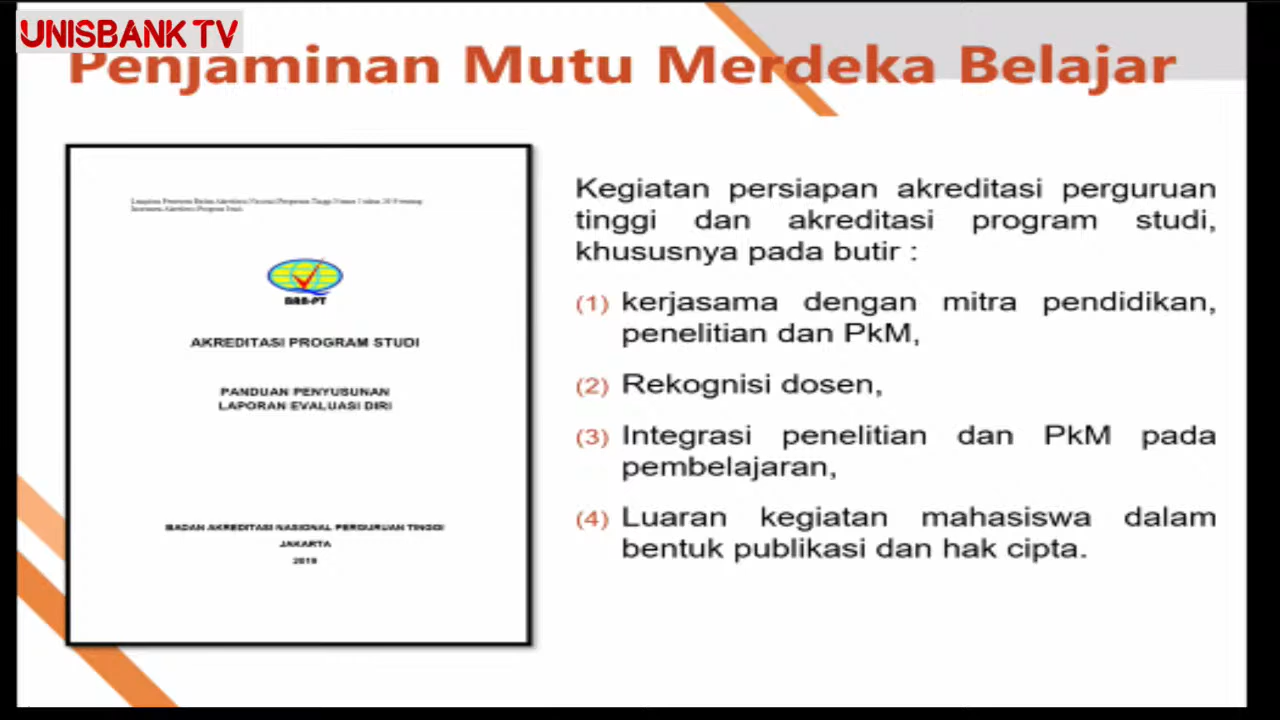 UNISBANK TV
Penjaminan Mutu Merdeka Belajar
BAN-PT
AKREDITASI PROGRAM STUDI
PANDUAN PENYUSUNAN
LAPORAN EVALUASI DIRI
BADAN AKREDITASI NASIONAL PERGURUAN TINGGI
JAKARTA
2019
Kegiatan persiapan akreditasi perguruan
tinggi dan akreditasi program studi,
khususnya pada butir :
(1) kerjasama dengan mitra pendidikan,
penelitian dan PkM,
(2) Rekognisi dosen,
(3) Integrasi penelitian dan PkM pada
pembelajaran,
(4) Luaran kegiatan mahasiswa dalam
bentuk publikasi dan hak cipta.